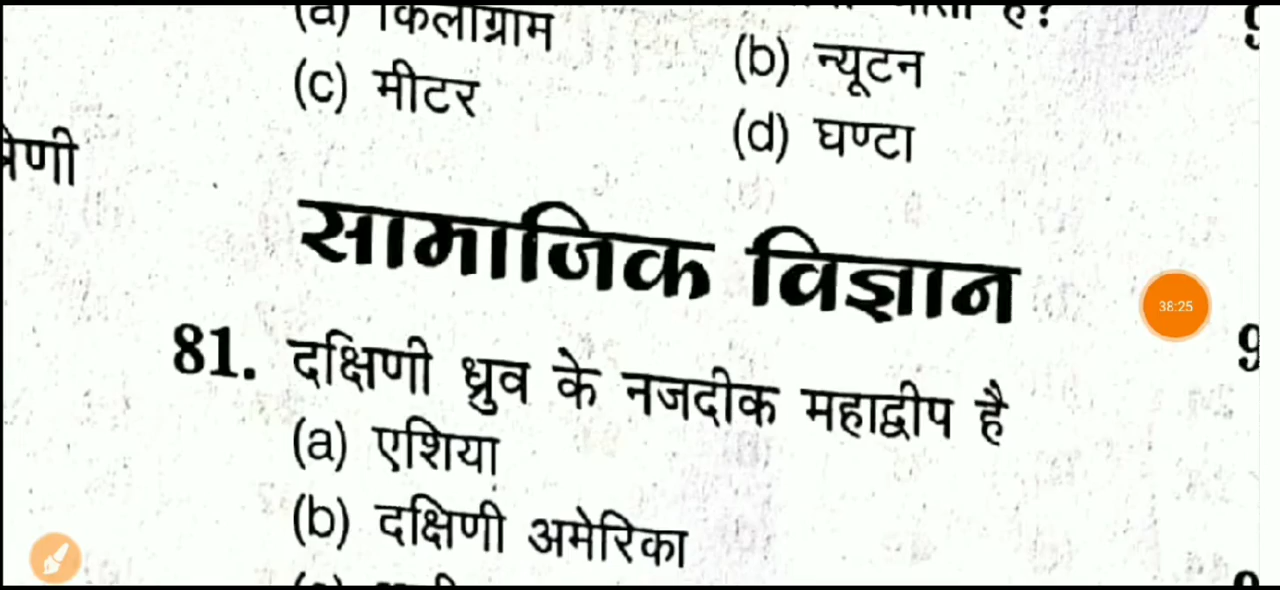 (a) किलोग्राम
(b) न्यूटन
(c) मीटर
(d) घण्टा
सामाजिक विज्ञान
38:25
81. दक्षिणी ध्रुव के नजदीक महाद्वीप है
(a) एशिया
(b) दक्षिणी अमेरिका